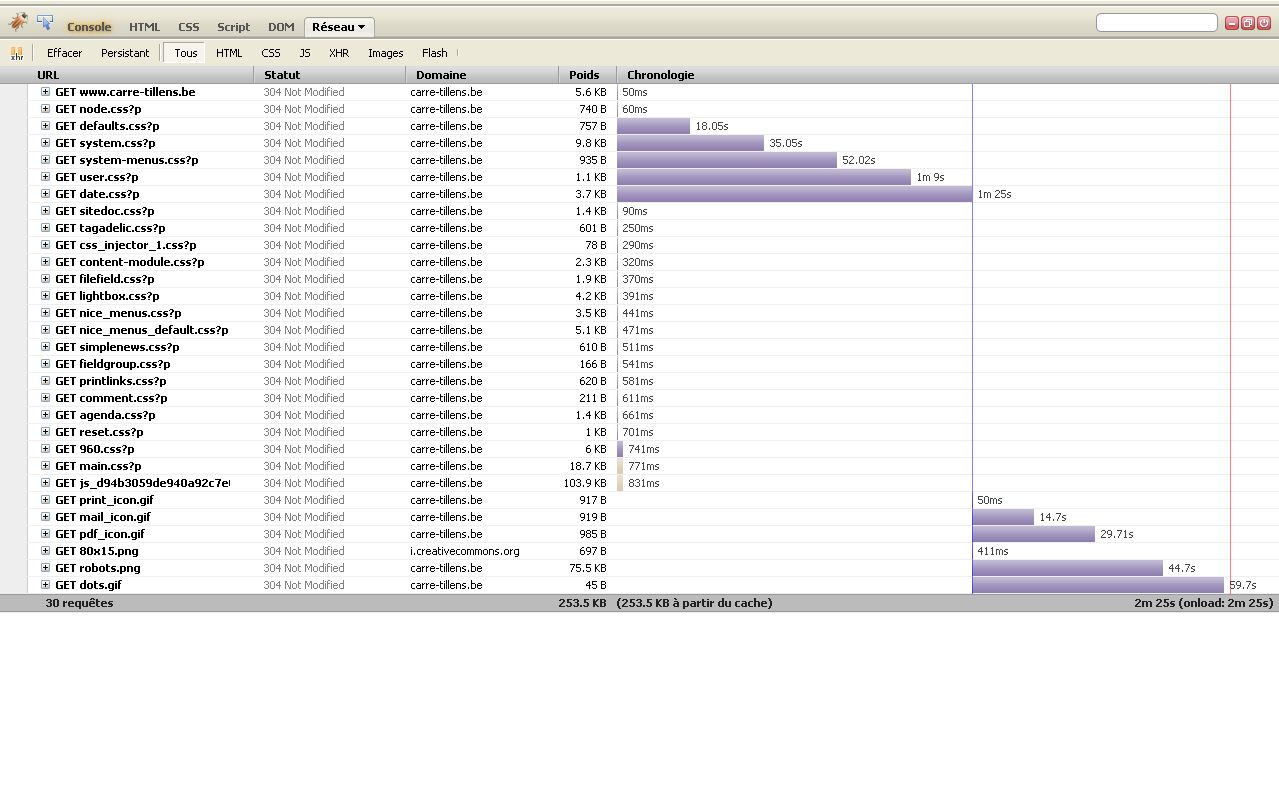 Console HTML CSS Script DOM Réseau
xhr Effacer Persistant Tous HTML CSS JS XHR Images Flash
URL Statut Domaine Poids Chronologie
GET www.carre-tillens.be 304 Not Modified carre-tillens.be 5.6 KB 50ms
GET node.css?p 304 Not Modified carre-tillens.be 740 B 60ms
GET defaults.css?p 304 Not Modified carre-tillens.be 757 B 18.05s
GET system.css?p 304 Not Modified carre-tillens.be 9.8 KB 35.05s
GET system-menus.css?p 304 Not Modified carre-tillens.be 935 B 52.02s
GET user.css?p 304 Not Modified carre-tillens.be 1.1 KB 1m 9s
GET date.css?p 304 Not Modified carre-tillens.be 3.7 KB 1m 25s
GET sitedoc.css?p 304 Not Modified carre-tillens.be 1.4 KB 90ms
GET tagadelic.css?p 304 Not Modified carre-tillens.be 601 B 250ms
GET css_injector_1.css?p 304 Not Modified carre-tillens.be 78 B 290ms
GET content-module.css?p 304 Not Modified carre-tillens.be 2.3 KB 320ms
GET filefield.css?p 304 Not Modified carre-tillens.be 1.9 KB 370ms
GET lightbox.css?p 304 Not Modified carre-tillens.be 4.2 KB 391ms
GET nice_menus.css?p 304 Not Modified carre-tillens.be 3.5 KB 441ms
GET nice_menus_default.css?p 304 Not Modified carre-tillens.be 5.1 KB 471ms
GET simplenews.css?p 304 Not Modified carre-tillens.be 610 B 511ms
GET fieldgroup.css?p 304 Not Modified carre-tillens.be 166 B 541ms
GET printlinks.css?p 304 Not Modified carre-tillens.be 620 B 581ms
GET comment.css?p 304 Not Modified carre-tillens.be 211 B 611ms
GET agenda.css?p 304 Not Modified carre-tillens.be 1.4 KB 661ms
GET reset.css?p 304 Not Modified carre-tillens.be 1 KB 701ms
GET 960.css?p 304 Not Modified carre-tillens.be 6 KB 741ms
GET main.css?p 304 Not Modified carre-tillens.be 18.7 KB 771ms
GET js_d94b3059de940a92c7e 304 Not Modified carre-tillens.be 103.9 KB 831ms
GET print_icon.gif 304 Not Modified carre-tillens.be 917 B 50ms
GET mail_icon.gif 304 Not Modified carre-tillens.be 919 B 14.7s
GET pdf_icon.gif 304 Not Modified carre-tillens.be 985 B 29.71s
GET 80x15.png 304 Not Modified i.creativecommons.org 697 B 411ms
GET robots.png 304 Not Modified carre-tillens.be 75.5 KB 44.7s
GET dots.gif 304 Not Modified carre-tillens.be 45 B 59.7s
30 requêtes 253.5 KB (253.5 KB à partir du cache) 2m 25s (onload: 2m 25s)